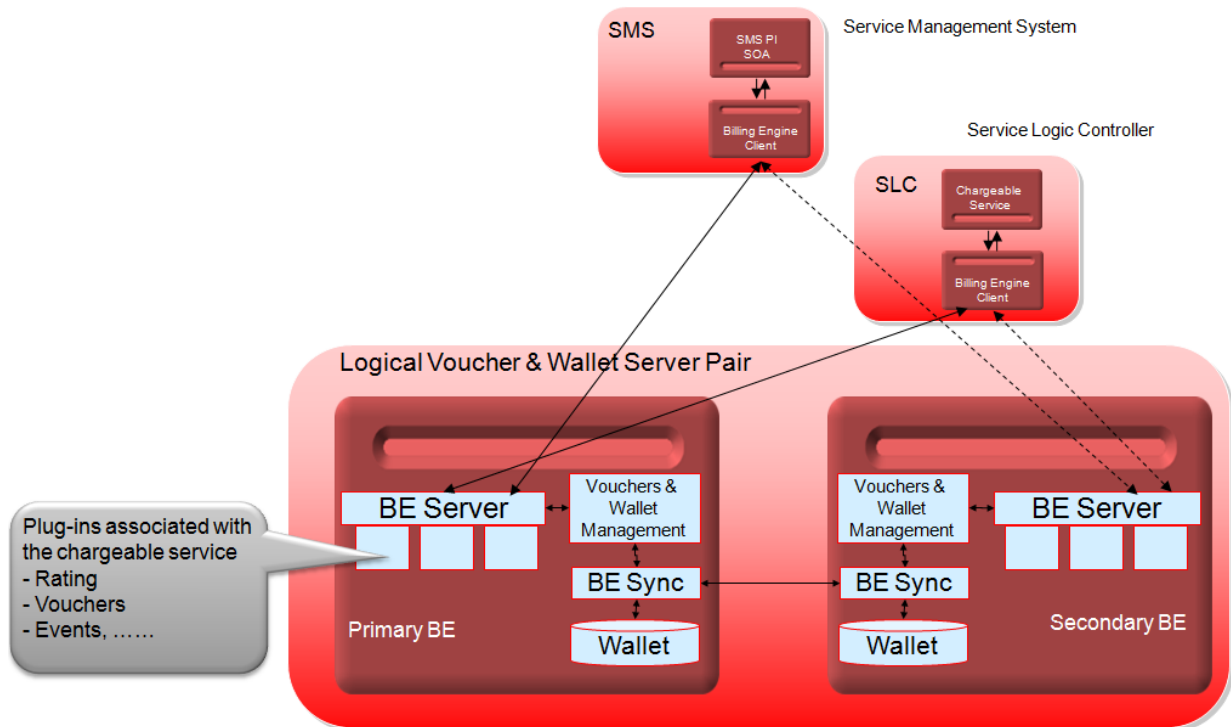 SMS
Service Management System
SMS PI
SOA
Billing Engine
Client
Service Logic Controller
SLC
Chargeable
Service
Billing Engine
Client
Logical Voucher & Wallet Server Pair
BE Server
Vouchers &
Wallet
Management
BE Sync
Wallet
Primary BE
Vouchers &
Wallet
Management
BE Server
BE Sync
Wallet
Secondary BE
Plug-ins associated with
the chargeable service
- Rating
- Vouchers
- Events, ……